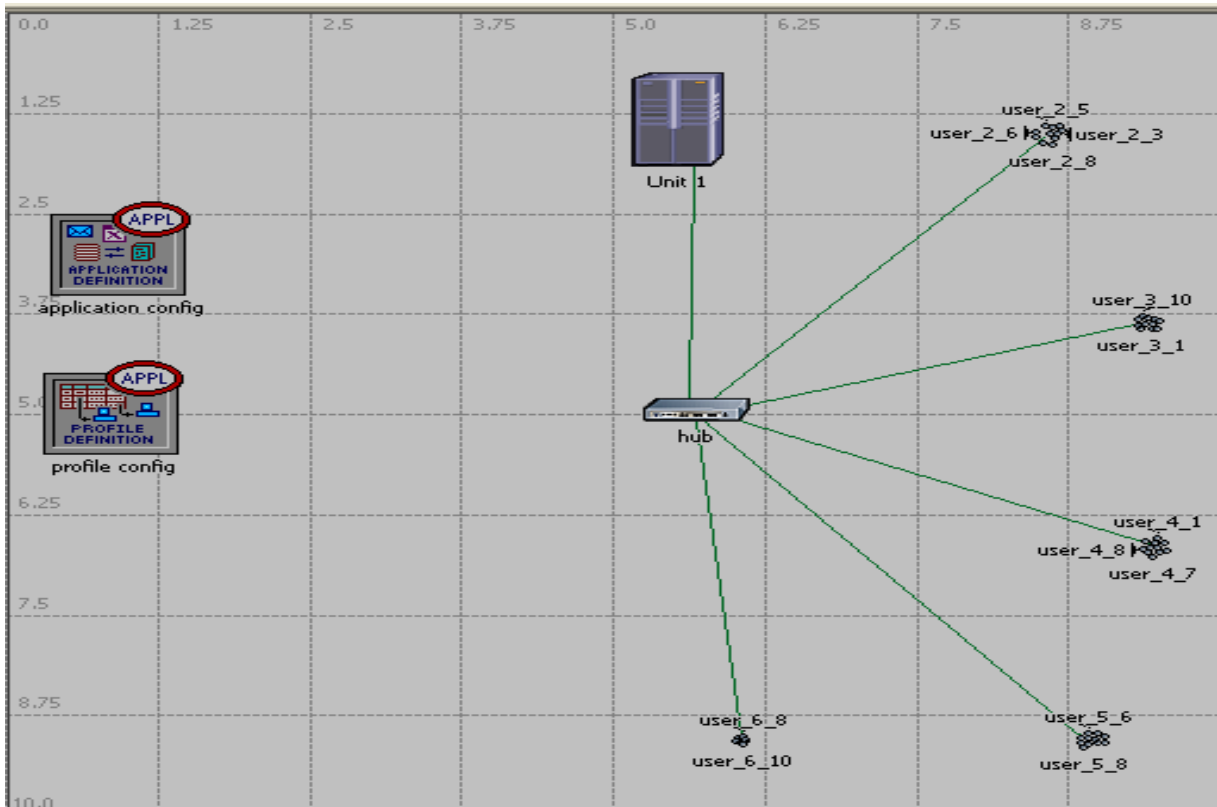 0.0 1.25 2.5 3.75 5.0 6.25 7.5 8.75
1.25
user_2_5
user_2_6 user_2_3
user_2_8
Unit 1
2.5
APPL
APPLICATION
DEFINITION
3.75
application config
user_3_10
user_3_1
APPL
5.0
PROFILE
DEFINITION
profile config
hub
6.25
user_4_1
user_4_8
user_4_7
7.5
8.75
user_6_8
user_6_10
user_5_6
user_5_8
10.0